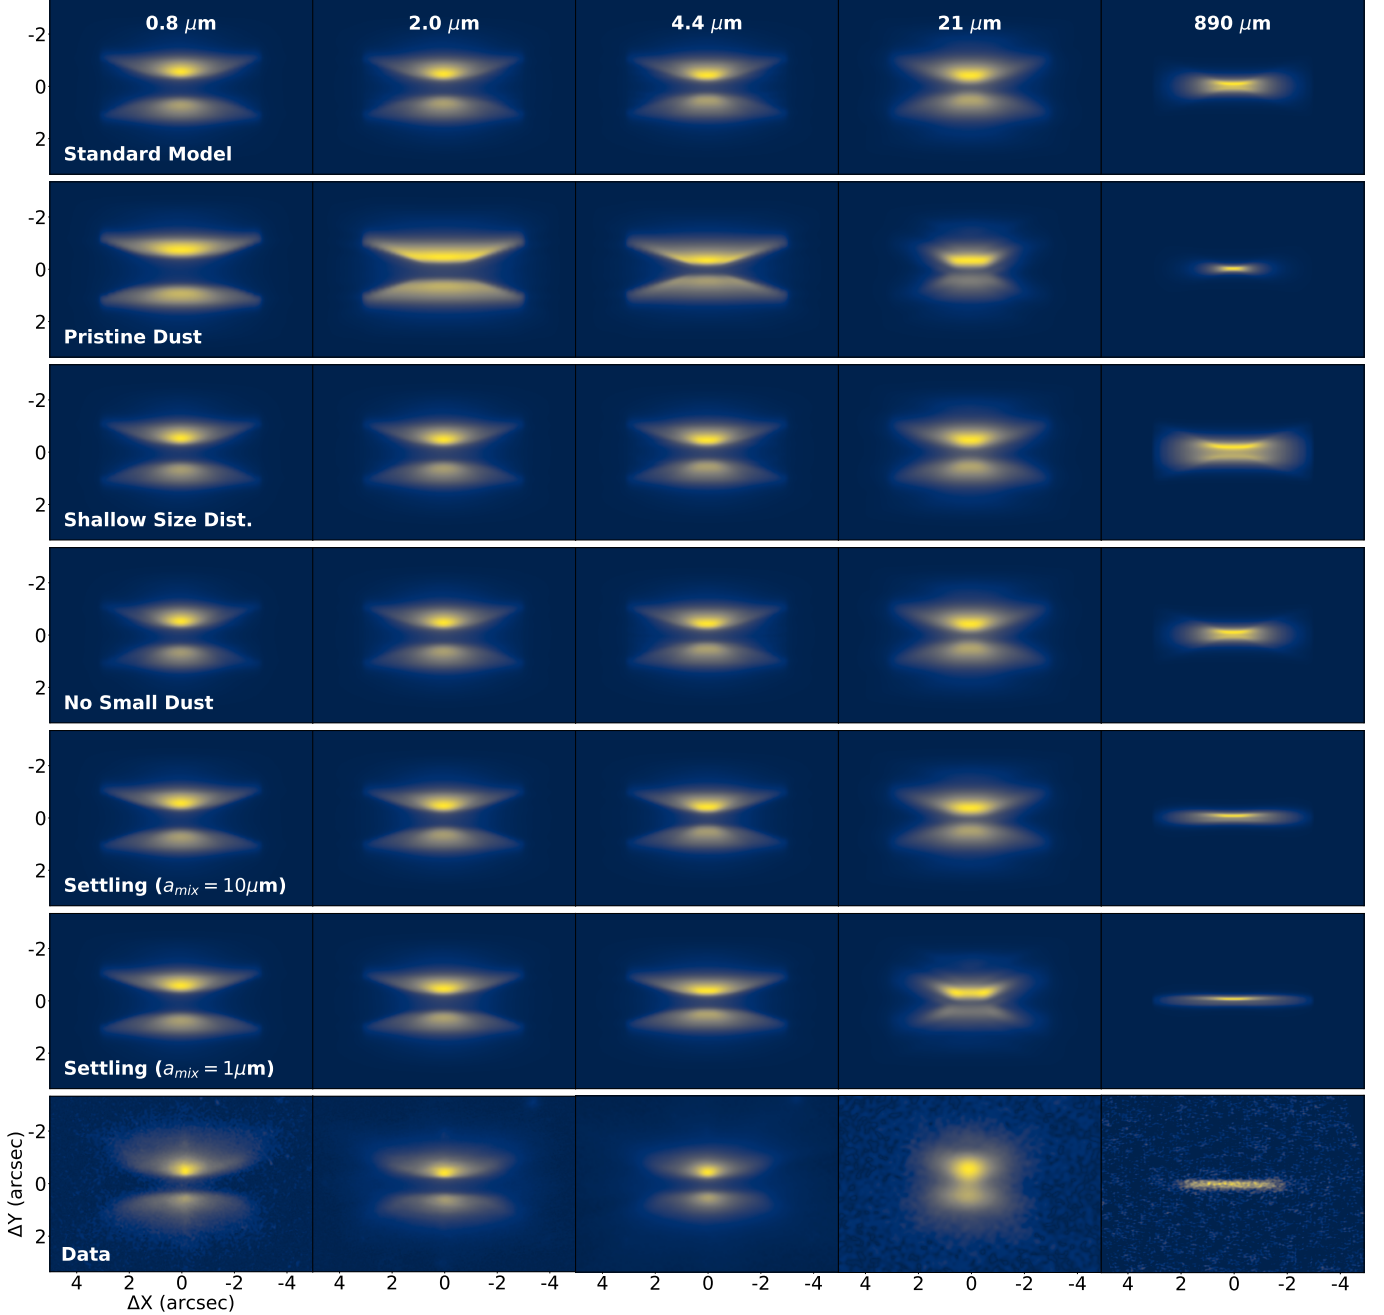 0.8 μm 2.0 μm 4.4 μm 21 μm 890 μm
-2
0
2
Standard Model
-2
0
2
Pristine Dust
-2
0
2
Shallow Size Dist.
-2
0
2
No Small Dust
-2
0
2
Settling (a_mix = 10μm)
-2
0
2
Settling (a_mix = 1μm)
-2
0
2
ΔY (arcsec)
Data
4 2 0 -2 -4 4 2 0 -2 -4 4 2 0 -2 -4 4 2 0 -2 -4 4 2 0 -2 -4
ΔX (arcsec)